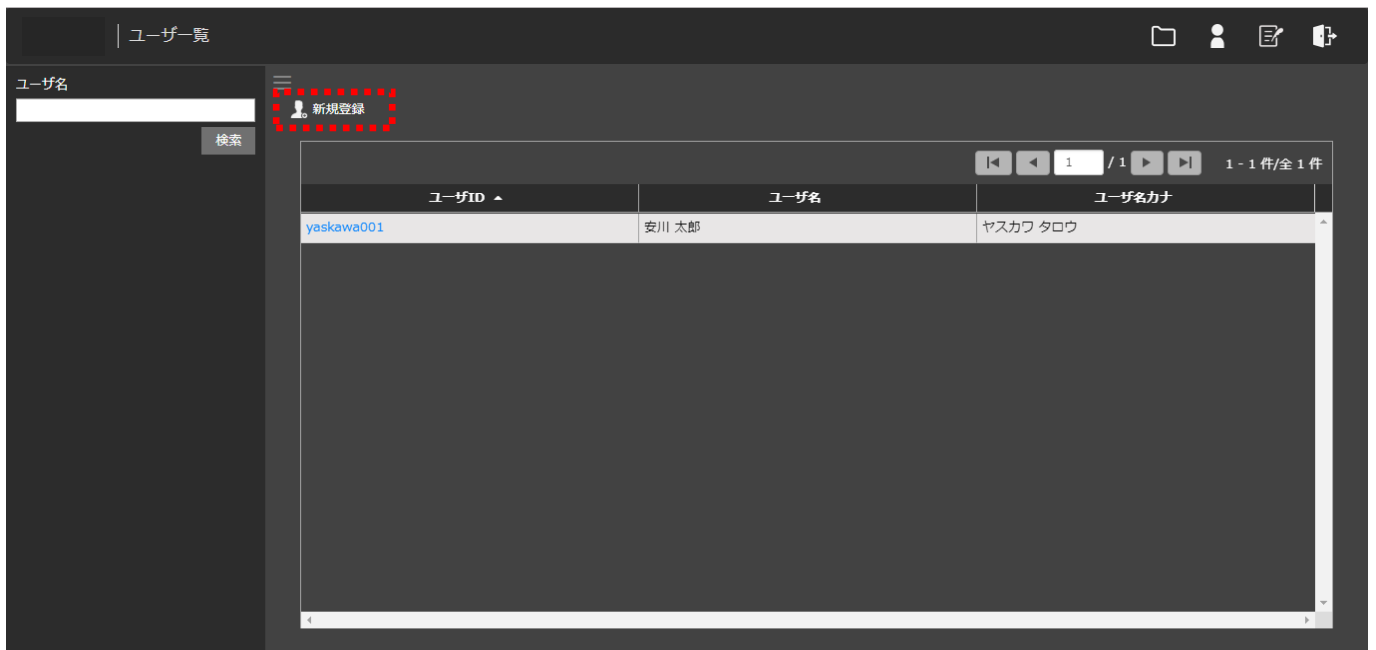 ユーザ一覧
ユーザ名
検索
新規登録
1 / 1 1 - 1 件/全 1 件
ユーザID ユーザ名 ユーザ名カナ
yaskawa001 安川 太郎 ヤスカワ タロウ